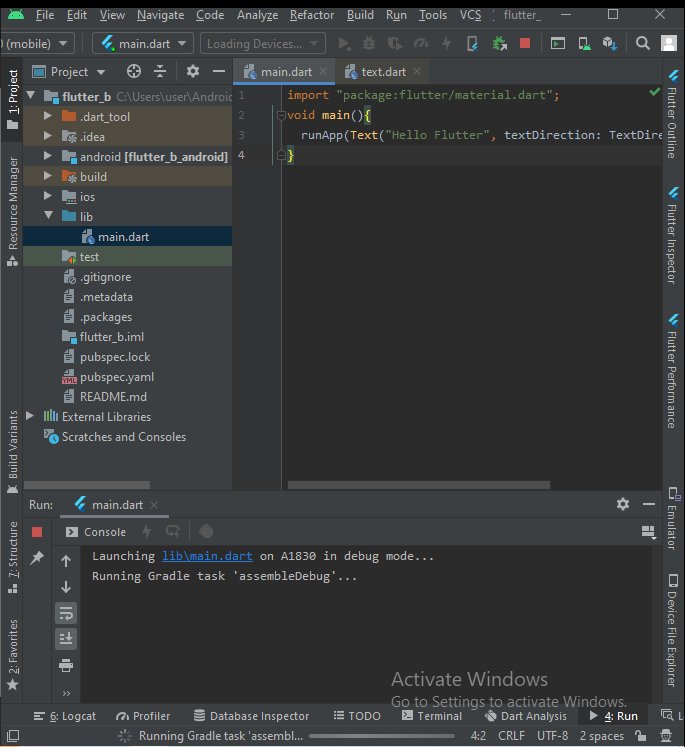 File Edit View Navigate Code Analyze Refactor Build Run Tools VCS flutter_
(mobile) main.dart Loading Devices...
Project main.dart text.dart
1: Project
Resource Manager
Build Variants
7: Structure
2: Favorites
flutter_b C:\Users\user\Androic
.dart_tool
.idea
android [flutter_b_android]
build
ios
lib
main.dart
test
.gitignore
.metadata
.packages
flutter_b.iml
pubspec.lock
pubspec.yaml
README.md
External Libraries
Scratches and Consoles
1 import "package:flutter/material.dart";
2 void main(){
3 runApp(Text("Hello Flutter", textDirection: TextDire
4 }
Flutter Outline
Flutter Inspector
Flutter Performance
Emulator
Device File Explorer
Run: main.dart
Console
Launching lib\main.dart on A1830 in debug mode...
Running Gradle task 'assembleDebug'...
Activate Windows
Go to Settings to activate Windows.
6: Logcat Profiler Database Inspector TODO Terminal Dart Analysis 4: Run L
Running Gradle task 'assembl... 4:2 CRLF UTF-8 2 spaces